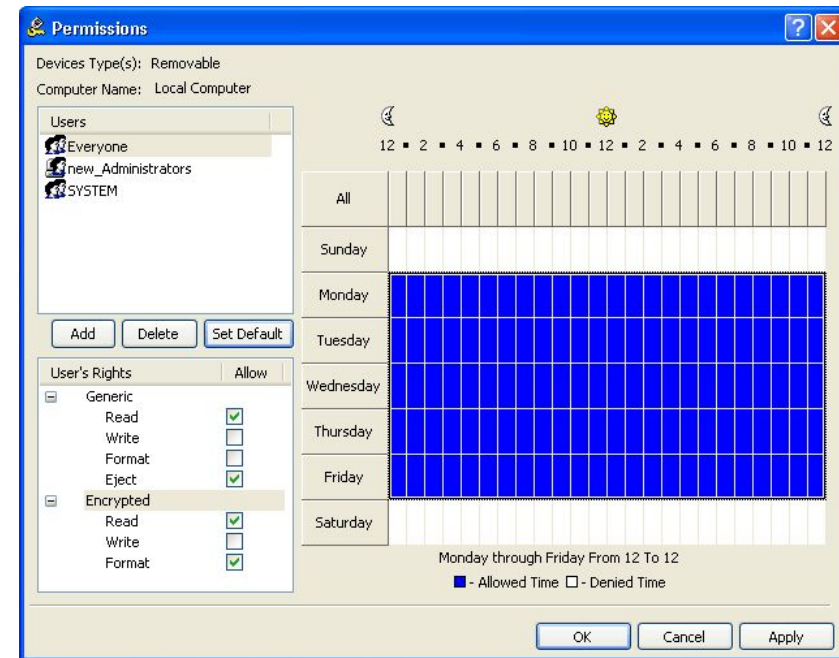 Permissions
Devices Type(s): Removable
Computer Name: Local Computer
Users
Everyone
new_Administrators
SYSTEM
Add Delete Set Default
User's Rights Allow
Generic
Read
Write
Format
Eject
Encrypted
Read
Write
Format
12 ▪ 2 ▪ 4 ▪ 6 ▪ 8 ▪ 10 ▪ 12 ▪ 2 ▪ 4 ▪ 6 ▪ 8 ▪ 10 ▪ 12
All
Sunday
Monday
Tuesday
Wednesday
Thursday
Friday
Saturday
Monday through Friday From 12 To 12
- Allowed Time - Denied Time
OK Cancel Apply